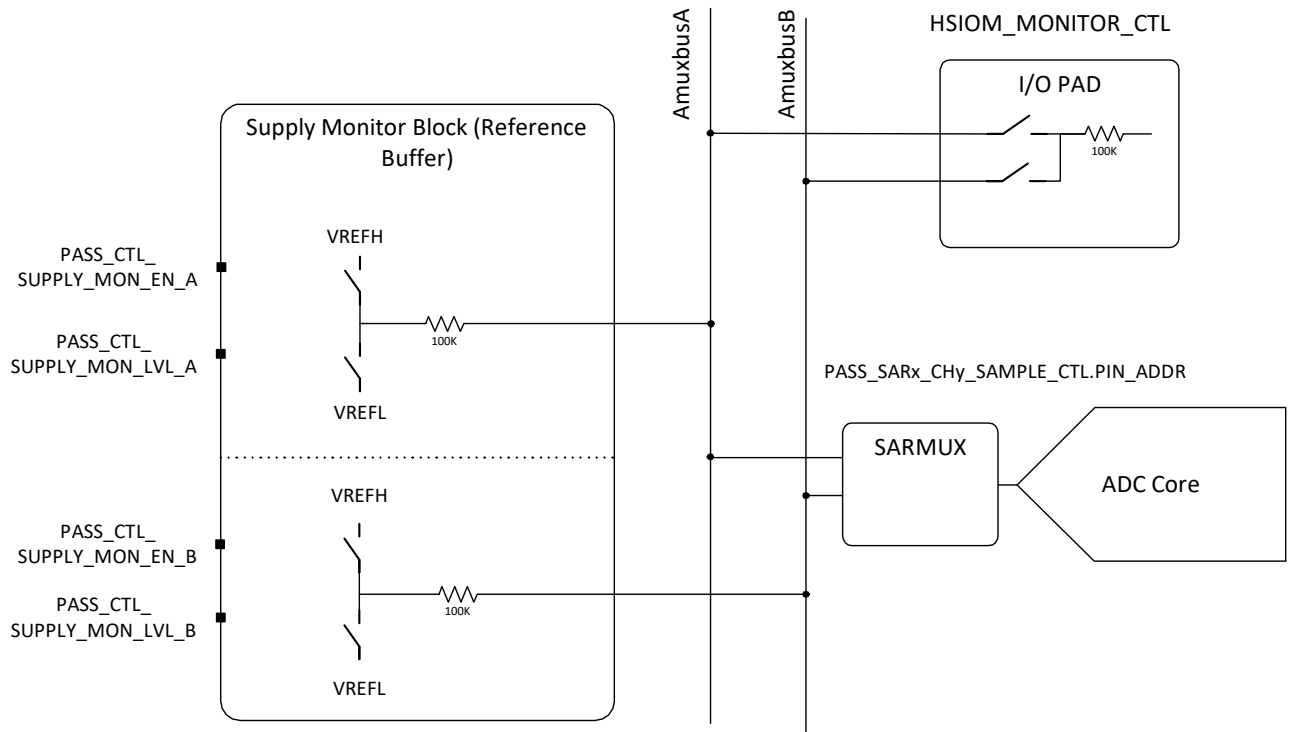 AmuxbusA
AmuxbusB
HSIOM_MONITOR_CTL
I/O PAD
100K
Supply Monitor Block (Reference
Buffer)
PASS_CTL_
SUPPLY_MON_EN_A
PASS_CTL_
SUPPLY_MON_LVL_A
VREFH
100K
VREFL
PASS_SARx_CHy_SAMPLE_CTL.PIN_ADDR
SARMUX
ADC Core
PASS_CTL_
SUPPLY_MON_EN_B
PASS_CTL_
SUPPLY_MON_LVL_B
VREFH
100K
VREFL